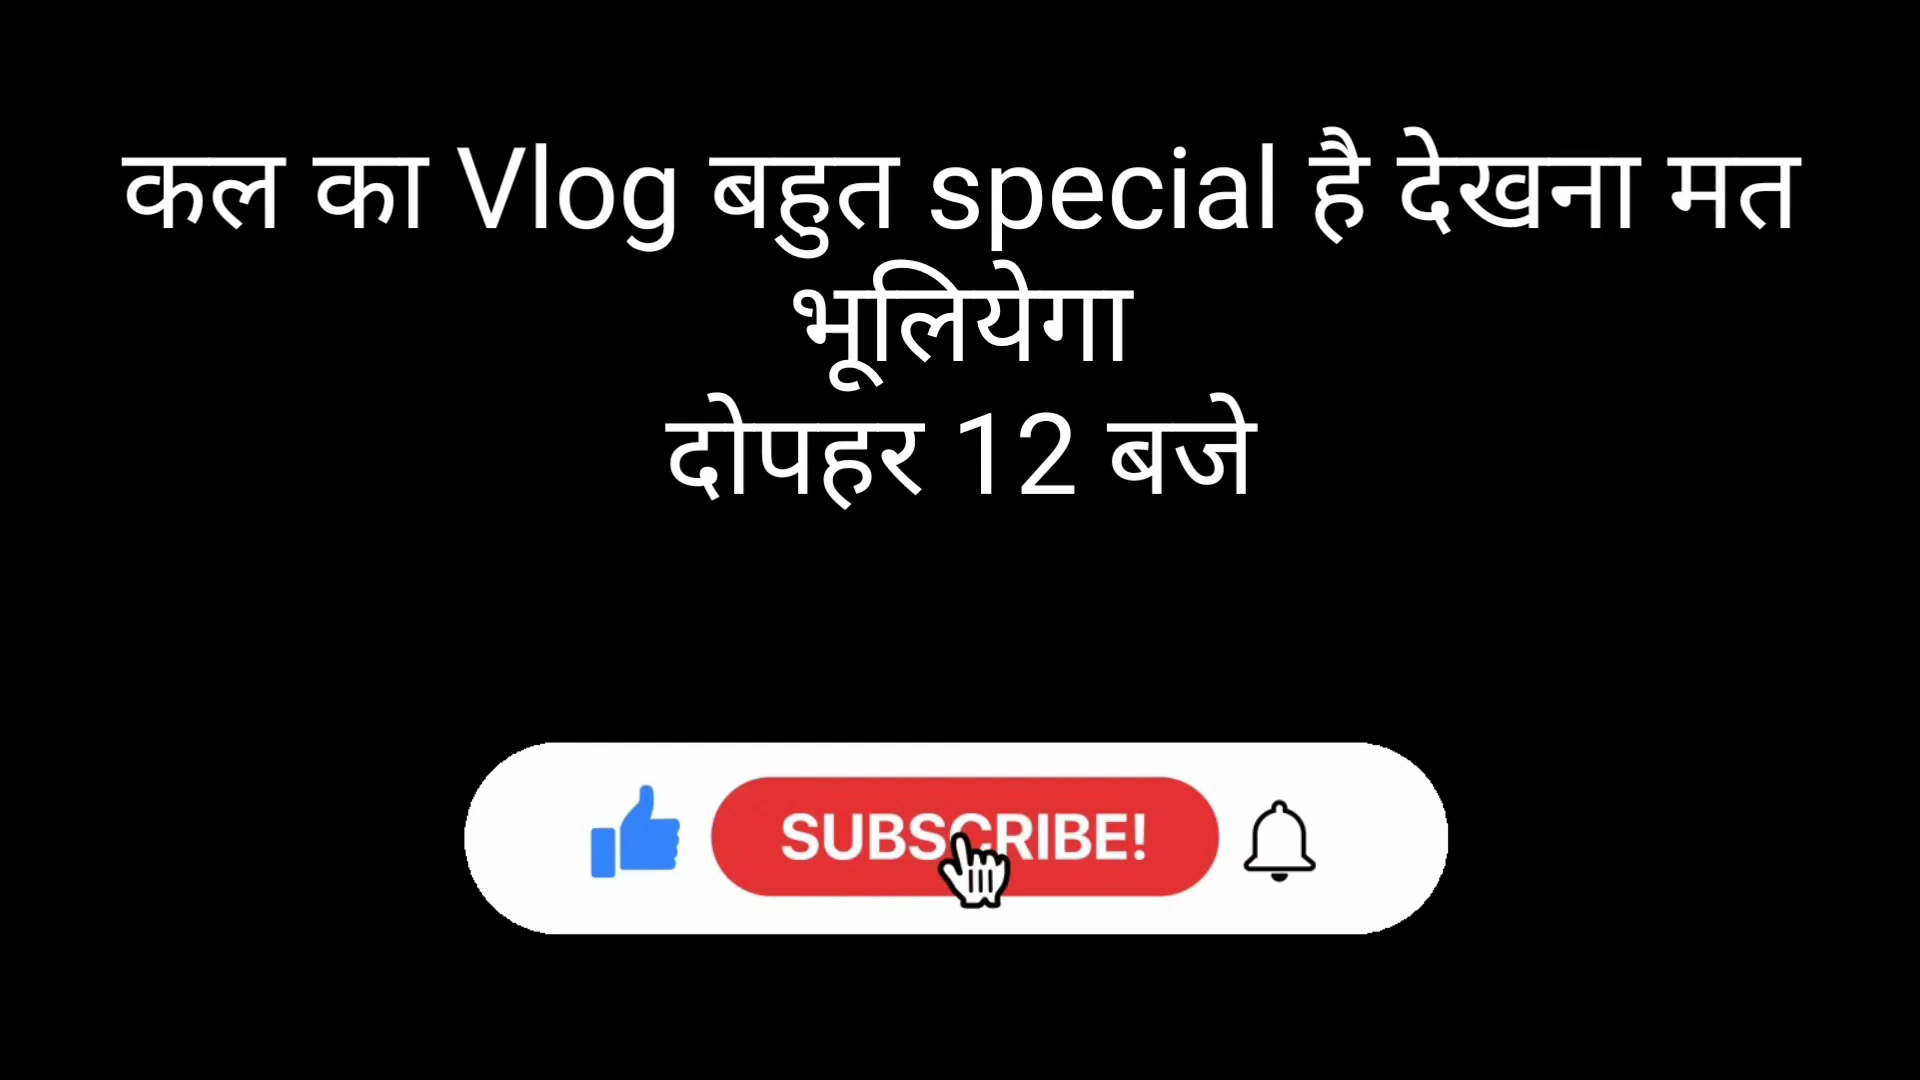 कल का Vlog बहुत special है देखना मत
भूलियेगा
दोपहर 12 बजे
SUBSCRIBE!